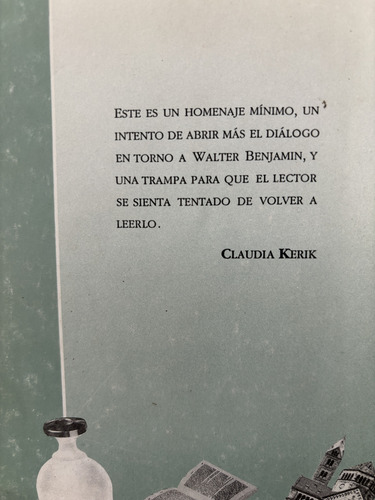 ESTE ES UN HOMENAJE MÍNIMO, UN
INTENTO DE ABRIR MÁS EL DIÁLOGO
EN TORNO A WALTER BENJAMIN, Y
UNA TRAMPA PARA QUE EL LECTOR
SE SIENTA TENTADO DE VOLVER A
LEERLO.
CLAUDIA KERIK